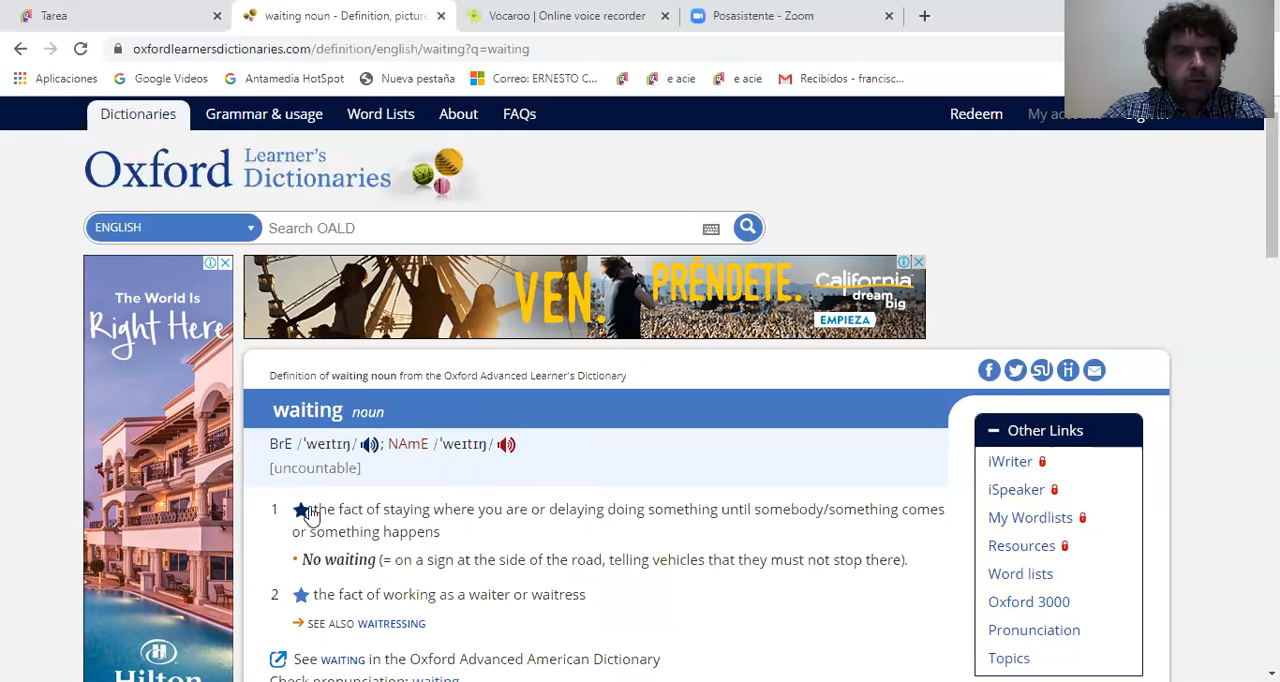 Tarea
waiting noun - Definition, picture
Vocaroo | Online voice recorder
Posasistente - Zoom
oxfordlearnersdictionaries.com/definition/english/waiting?q=waiting
Aplicaciones
Google Videos
Antamedia HotSpot
Nueva pestaña
Correo: ERNESTO C...
e acie
e acie
Recibidos - francisc...
Dictionaries
Grammar & usage
Word Lists
About
FAQs
Redeem
Oxford Learner's Dictionaries
ENGLISH
Search OALD
The World Is
Right Here
Hilton
VEN. PRÉNDETE.
California
dream big
EMPIEZA
Definition of waiting noun from the Oxford Advanced Learner's Dictionary
waiting noun
BrE /ˈweɪtɪŋ/ ; NAmE /ˈweɪtɪŋ/
[uncountable]
1 the fact of staying where you are or delaying doing something until somebody/something comes
or something happens
• No waiting (= on a sign at the side of the road, telling vehicles that they must not stop there).
2 the fact of working as a waiter or waitress
→ SEE ALSO WAITRESSING
See WAITING in the Oxford Advanced American Dictionary
Check pronunciation: waiting
Other Links
iWriter
iSpeaker
My Wordlists
Resources
Word lists
Oxford 3000
Pronunciation
Topics